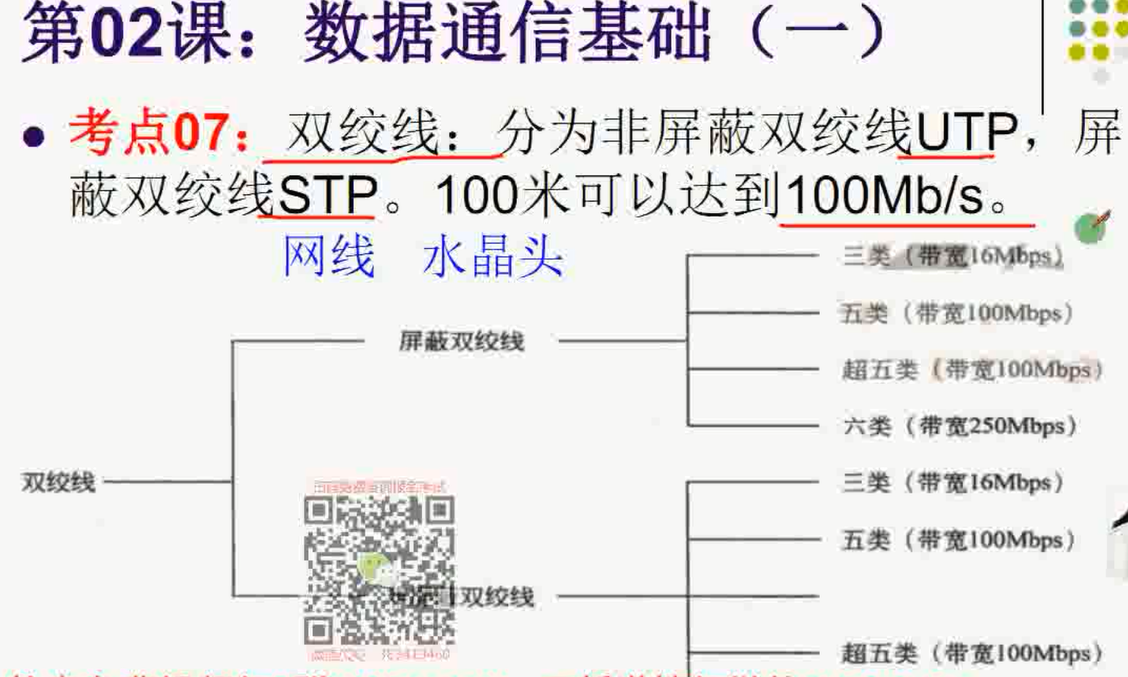 第02课：数据通信基础（一）
考点07：双绞线：分为非屏蔽双绞线UTP，屏
蔽双绞线STP。100米可以达到100Mb/s。
网线 水晶头
三类（带宽16Mbps）
五类（带宽100Mbps）
屏蔽双绞线
超五类（带宽100Mbps）
六类（带宽250Mbps）
双绞线
三类（带宽16Mbps）
五类（带宽100Mbps）
双绞线
超五类（带宽100Mbps）